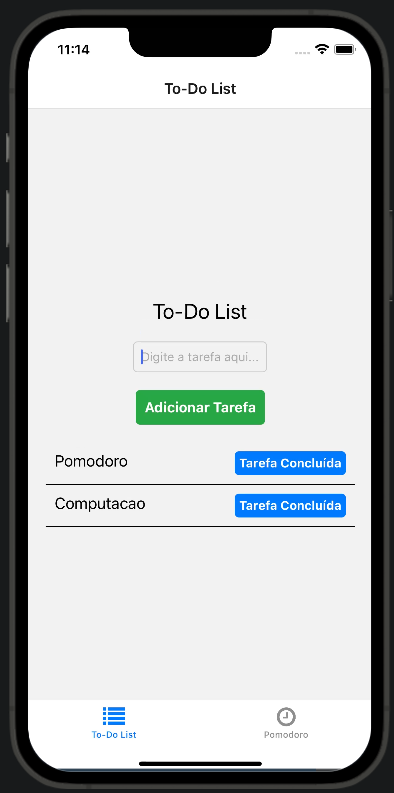 11:14
To-Do List
To-Do List
Digite a tarefa aqui...
Adicionar Tarefa
Pomodoro Tarefa Concluída
Computacao Tarefa Concluída
To-Do List Pomodoro